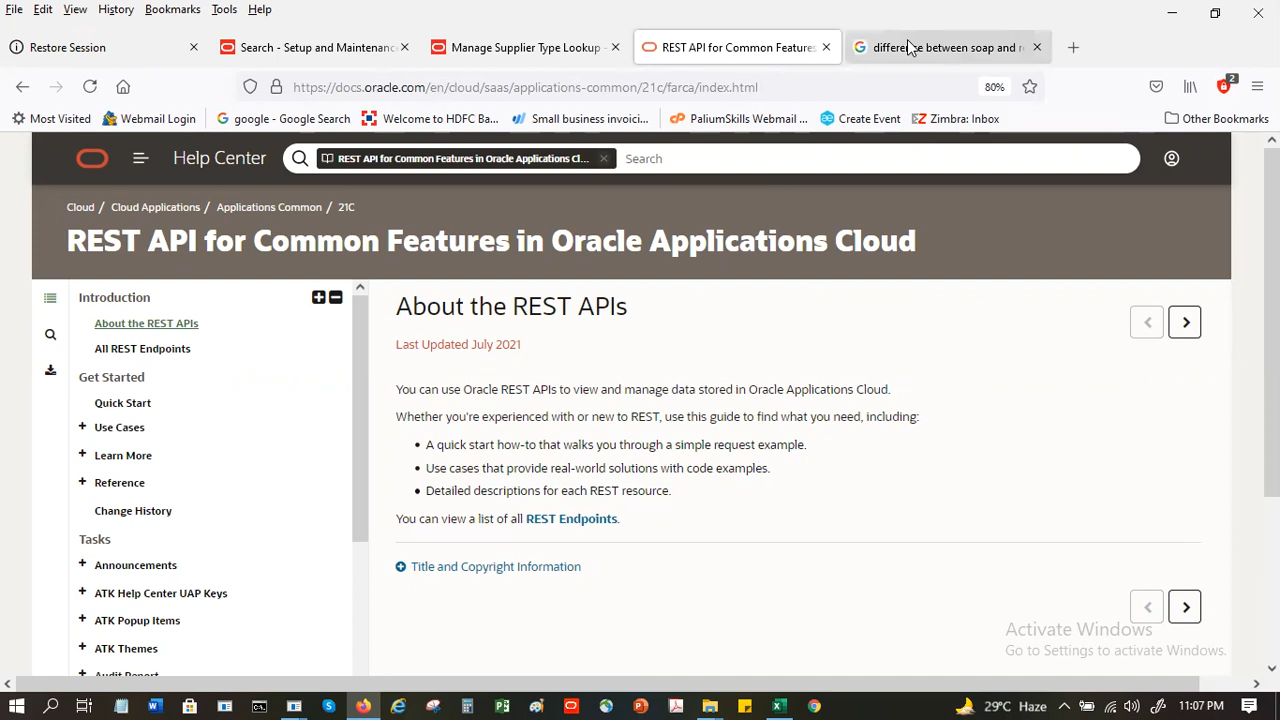 File Edit View History Bookmarks Tools Help
Restore Session × Search - Setup and Maintenanc × Manage Supplier Type Lookup - × REST API for Common Features × difference between soap and r ×
https://docs.oracle.com/en/cloud/saas/applications-common/21c/farca/index.html 80% 2
Most Visited Webmail Login google - Google Search Welcome to HDFC Ba... Small business invoici... PaliumSkills Webmail ... Create Event Zimbra: Inbox Other Bookmarks
Help Center REST API for Common Features in Oracle Applications Cl... × Search
Cloud / Cloud Applications / Applications Common / 21C
REST API for Common Features in Oracle Applications Cloud
Introduction
About the REST APIs
All REST Endpoints
Get Started
Quick Start
Use Cases
Learn More
Reference
Change History
Tasks
Announcements
ATK Help Center UAP Keys
ATK Popup Items
ATK Themes
Audit Report
About the REST APIs
Last Updated July 2021
You can use Oracle REST APIs to view and manage data stored in Oracle Applications Cloud.
Whether you're experienced with or new to REST, use this guide to find what you need, including:
• A quick start how-to that walks you through a simple request example.
• Use cases that provide real-world solutions with code examples.
• Detailed descriptions for each REST resource.
You can view a list of all REST Endpoints.
Title and Copyright Information
Activate Windows
Go to Settings to activate Windows.
29°C Haze 11:07 PM